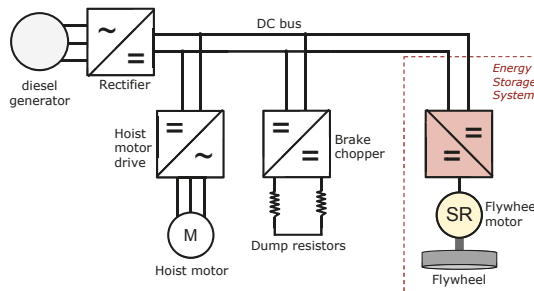 DC bus
diesel
generator
Rectifier
Energy
Storage
System
Hoist
motor
drive
Brake
chopper
M
Hoist motor
Dump resistors
SR
Flywheel
motor
Flywheel
~
=
=
~
=
=
=
=